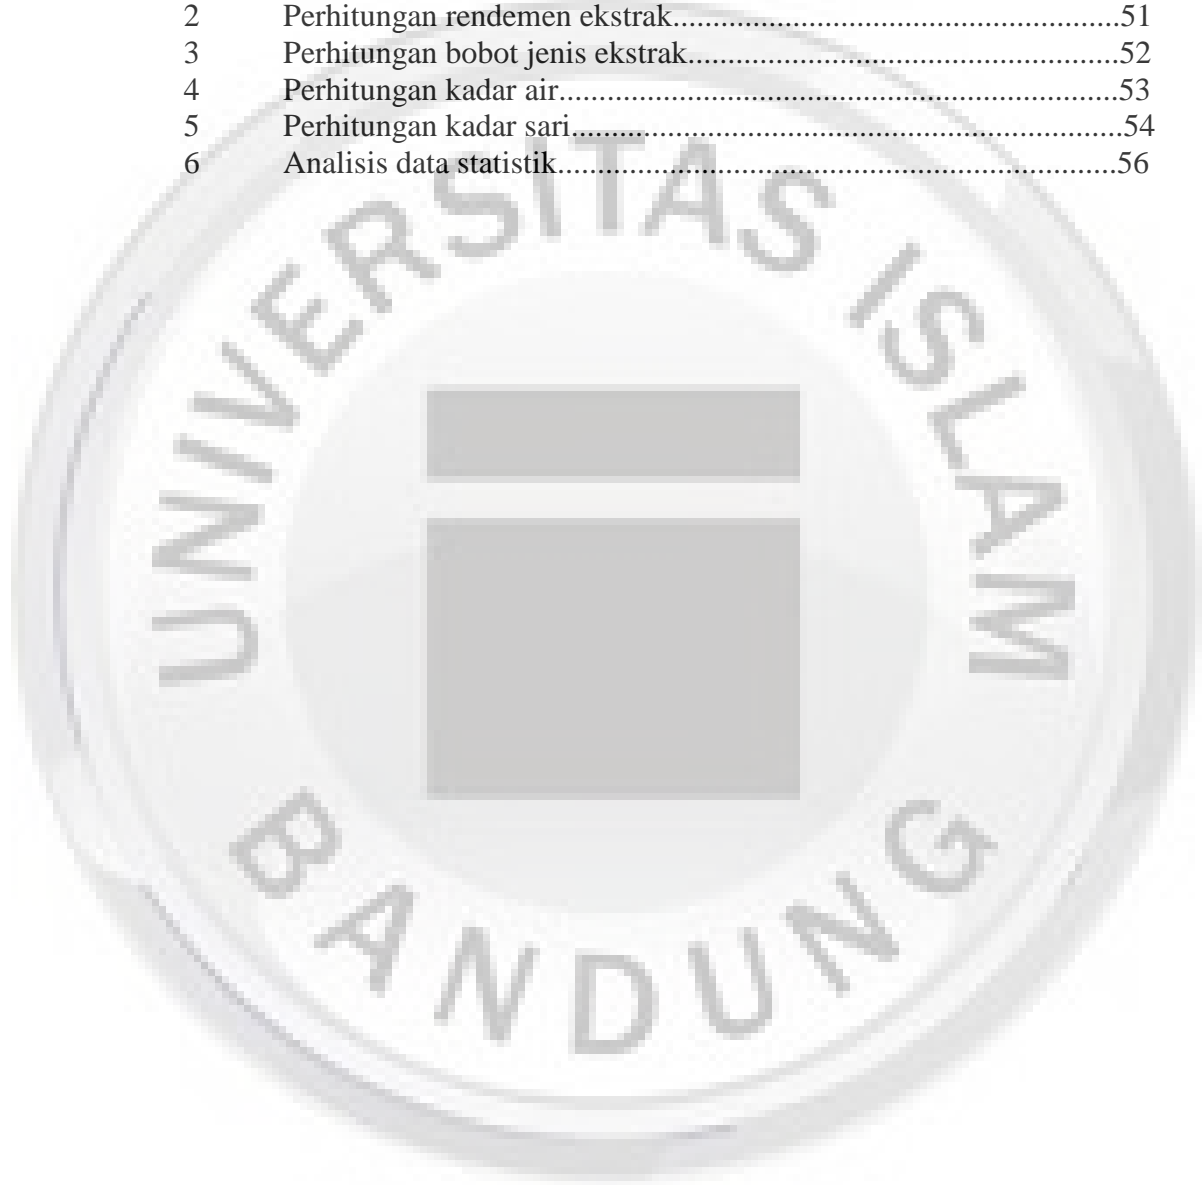 2 Perhitungan rendemen ekstrak.........................................................51
3 Perhitungan bobot jenis ekstrak.......................................................52
4 Perhitungan kadar air.......................................................................53
5 Perhitungan kadar sari......................................................................54
6 Analisis data statistik.......................................................................56
UNIVERSITAS ISLAM
BANDUNG